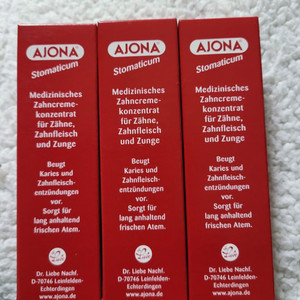 AJONA®
Stomaticum
Medizinisches
Zahncreme-
konzentrat
für Zähne,
Zahnfleisch
und Zunge
Beugt
Karies und
Zahnfleisch-
entzündungen
vor.
Sorgt für
lang anhaltend
frischen Atem.
Dr. Liebe Nachf.
D-70746 Leinfelden-
Echterdingen
www.ajona.de
AJONA®
Stomaticum
Medizinisches
Zahncreme-
konzentrat
für Zähne,
Zahnfleisch
und Zunge
Beugt
Karies und
Zahnfleisch-
entzündungen
vor.
Sorgt für
lang anhaltend
frischen Atem.
Dr. Liebe Nachf.
D-70746 Leinfelden-
Echterdingen
www.ajona.de
AJONA®
Stomaticum
Medizinisches
Zahncreme-
konzentrat
für Zähne,
Zahnfleisch
und Zunge
Beugt
Karies und
Zahnfleisch-
entzündungen
vor.
Sorgt für
lang anhaltend
frischen Atem.
Dr. Liebe Nachf.
D-70746 Leinfelden-
Echterdingen
www.ajona.de